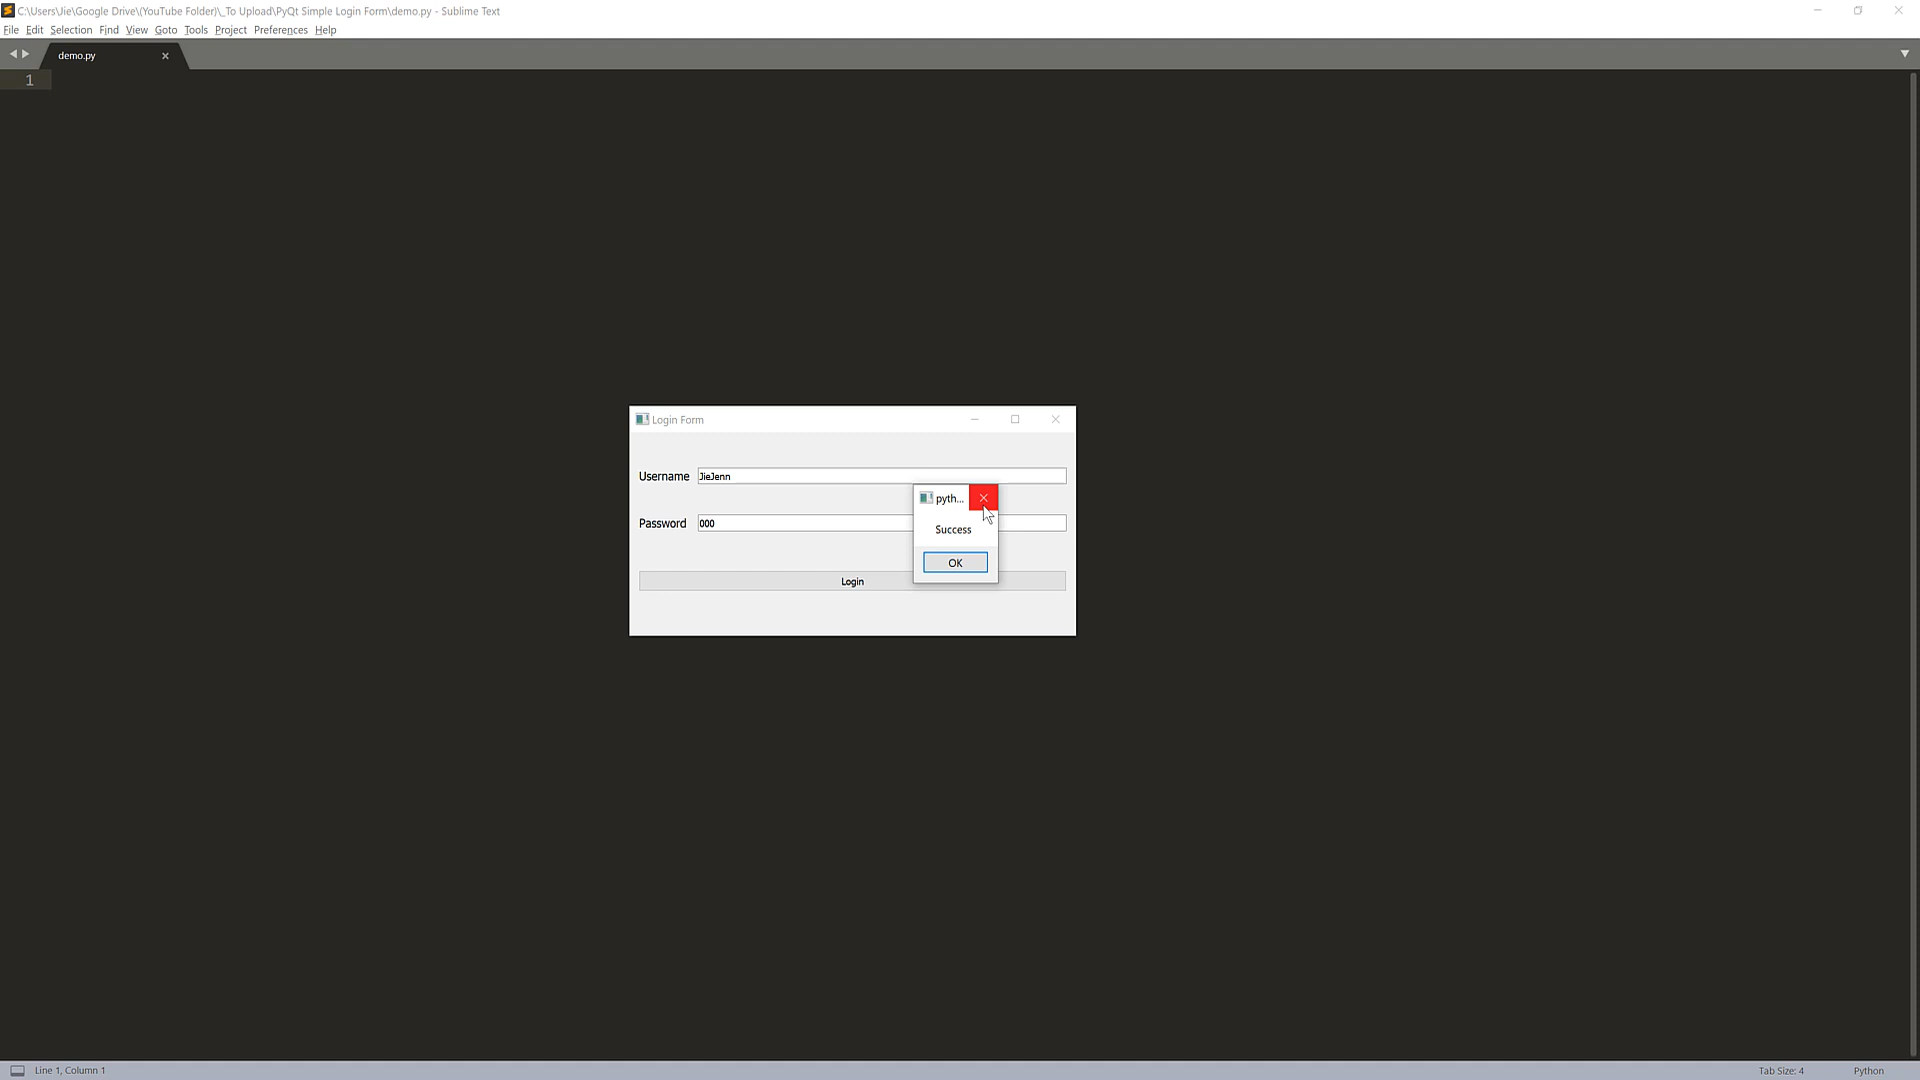 C:\Users\Jie\Google Drive\(YouTube Folder)\_To Upload\PyQt Simple Login Form\demo.py - Sublime Text
File Edit Selection Find View Goto Tools Project Preferences Help
demo.py
1
Login Form
Username JieJenn
pyth...
Password 000
Success
OK
Login
Line 1, Column 1 Tab Size: 4 Python